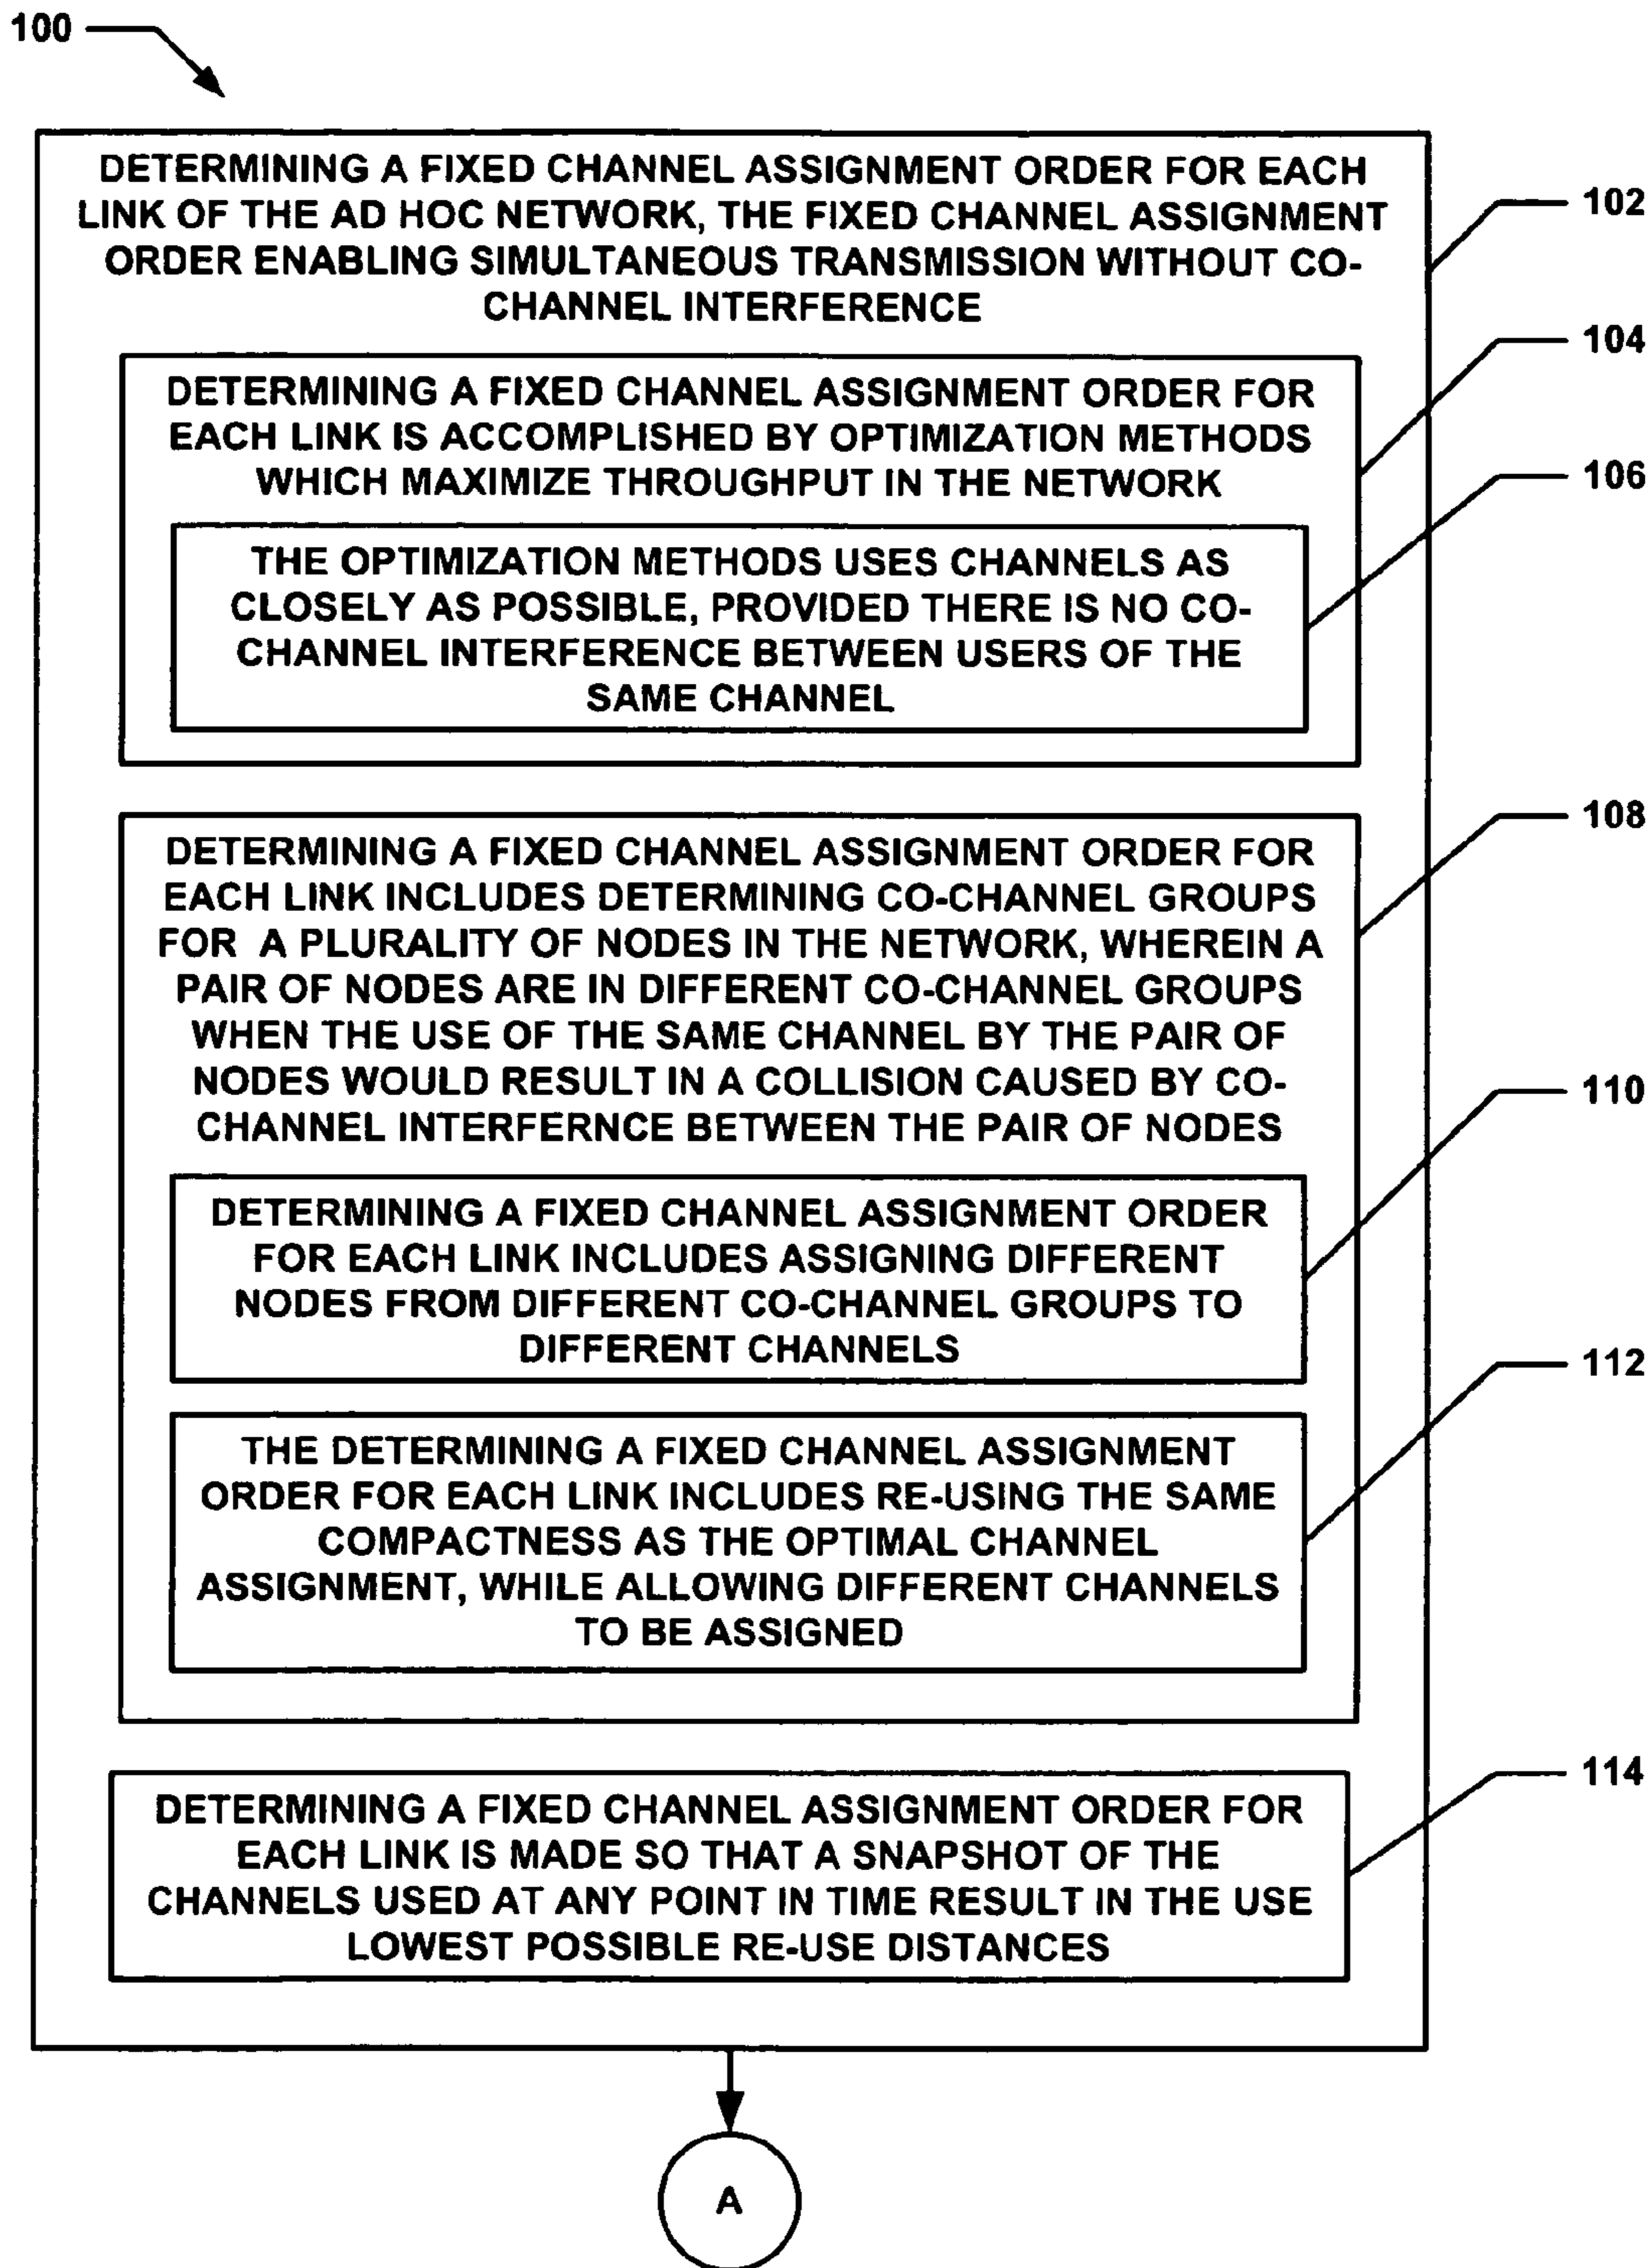 100
DETERMINING A FIXED CHANNEL ASSIGNMENT ORDER FOR EACH
LINK OF THE AD HOC NETWORK, THE FIXED CHANNEL ASSIGNMENT
ORDER ENABLING SIMULTANEOUS TRANSMISSION WITHOUT CO-
CHANNEL INTERFERENCE
102
DETERMINING A FIXED CHANNEL ASSIGNMENT ORDER FOR
EACH LINK IS ACCOMPLISHED BY OPTIMIZATION METHODS
WHICH MAXIMIZE THROUGHPUT IN THE NETWORK
104
THE OPTIMIZATION METHODS USES CHANNELS AS
CLOSELY AS POSSIBLE, PROVIDED THERE IS NO CO-
CHANNEL INTERFERENCE BETWEEN USERS OF THE
SAME CHANNEL
106
DETERMINING A FIXED CHANNEL ASSIGNMENT ORDER FOR
EACH LINK INCLUDES DETERMINING CO-CHANNEL GROUPS
FOR A PLURALITY OF NODES IN THE NETWORK, WHEREIN A
PAIR OF NODES ARE IN DIFFERENT CO-CHANNEL GROUPS
WHEN THE USE OF THE SAME CHANNEL BY THE PAIR OF
NODES WOULD RESULT IN A COLLISION CAUSED BY CO-
CHANNEL INTERFERNCE BETWEEN THE PAIR OF NODES
108
DETERMINING A FIXED CHANNEL ASSIGNMENT ORDER
FOR EACH LINK INCLUDES ASSIGNING DIFFERENT
NODES FROM DIFFERENT CO-CHANNEL GROUPS TO
DIFFERENT CHANNELS
110
THE DETERMINING A FIXED CHANNEL ASSIGNMENT
ORDER FOR EACH LINK INCLUDES RE-USING THE SAME
COMPACTNESS AS THE OPTIMAL CHANNEL
ASSIGNMENT, WHILE ALLOWING DIFFERENT CHANNELS
TO BE ASSIGNED
112
DETERMINING A FIXED CHANNEL ASSIGNMENT ORDER FOR
EACH LINK IS MADE SO THAT A SNAPSHOT OF THE
CHANNELS USED AT ANY POINT IN TIME RESULT IN THE USE
LOWEST POSSIBLE RE-USE DISTANCES
114
A